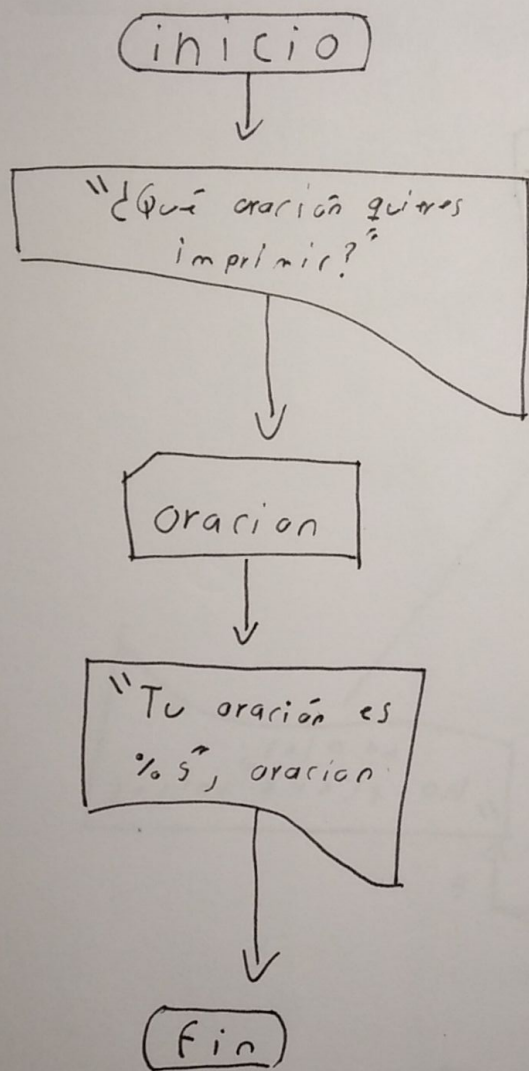 inicio
"¿Qué oración quieres
imprimir?"
oracion
"Tu oración es
%s", oracion
fin